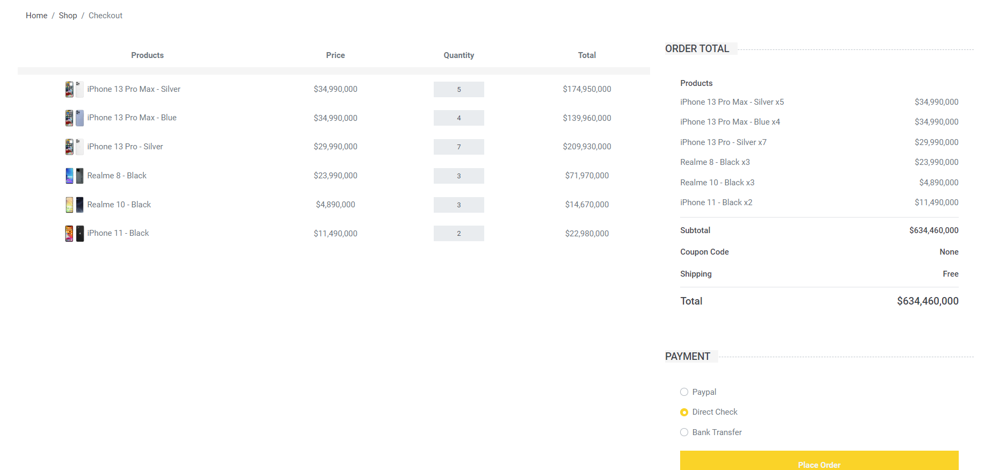 Home / Shop / Checkout
Products Price Quantity Total
iPhone 13 Pro Max - Silver $34,990,000 5 $174,950,000
iPhone 13 Pro Max - Blue $34,990,000 4 $139,960,000
iPhone 13 Pro - Silver $29,990,000 7 $209,930,000
Realme 8 - Black $23,990,000 3 $71,970,000
Realme 10 - Black $4,890,000 3 $14,670,000
iPhone 11 - Black $11,490,000 2 $22,980,000
ORDER TOTAL
Products
iPhone 13 Pro Max - Silver x5 $34,990,000
iPhone 13 Pro Max - Blue x4 $34,990,000
iPhone 13 Pro - Silver x7 $29,990,000
Realme 8 - Black x3 $23,990,000
Realme 10 - Black x3 $4,890,000
iPhone 11 - Black x2 $11,490,000
Subtotal $634,460,000
Coupon Code None
Shipping Free
Total $634,460,000
PAYMENT
Paypal
Direct Check
Bank Transfer
Place Order